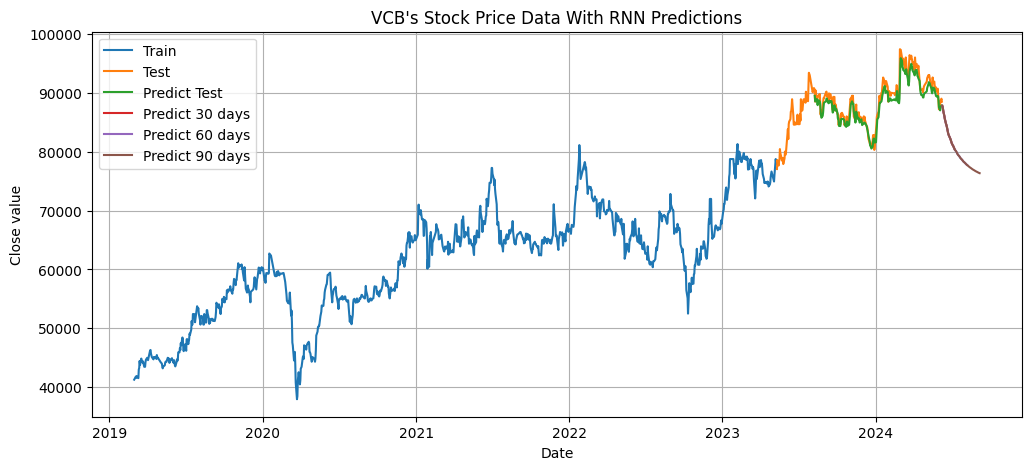 VCB's Stock Price Data With RNN Predictions
100000
90000
80000
70000
60000
50000
40000
Close value
Train
Test
Predict Test
Predict 30 days
Predict 60 days
Predict 90 days
2019
2020
2021
2022
2023
2024
Date